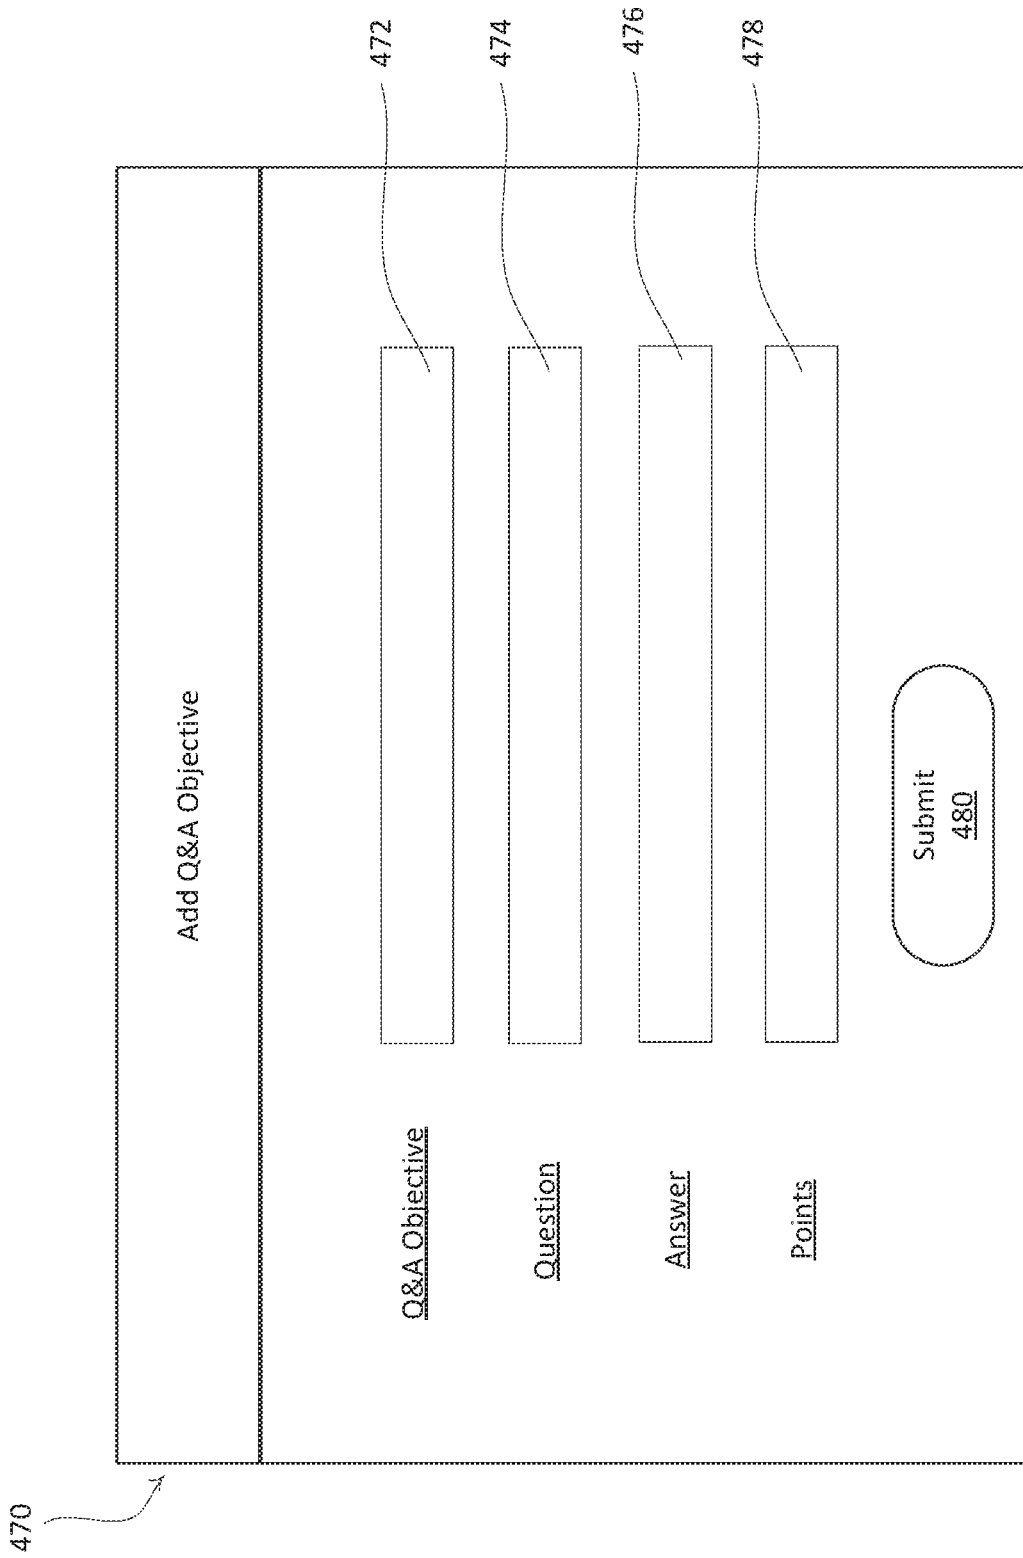 470
Add Q&A Objective
Q&A Objective
472
Question
474
Answer
476
Points
478
Submit
480